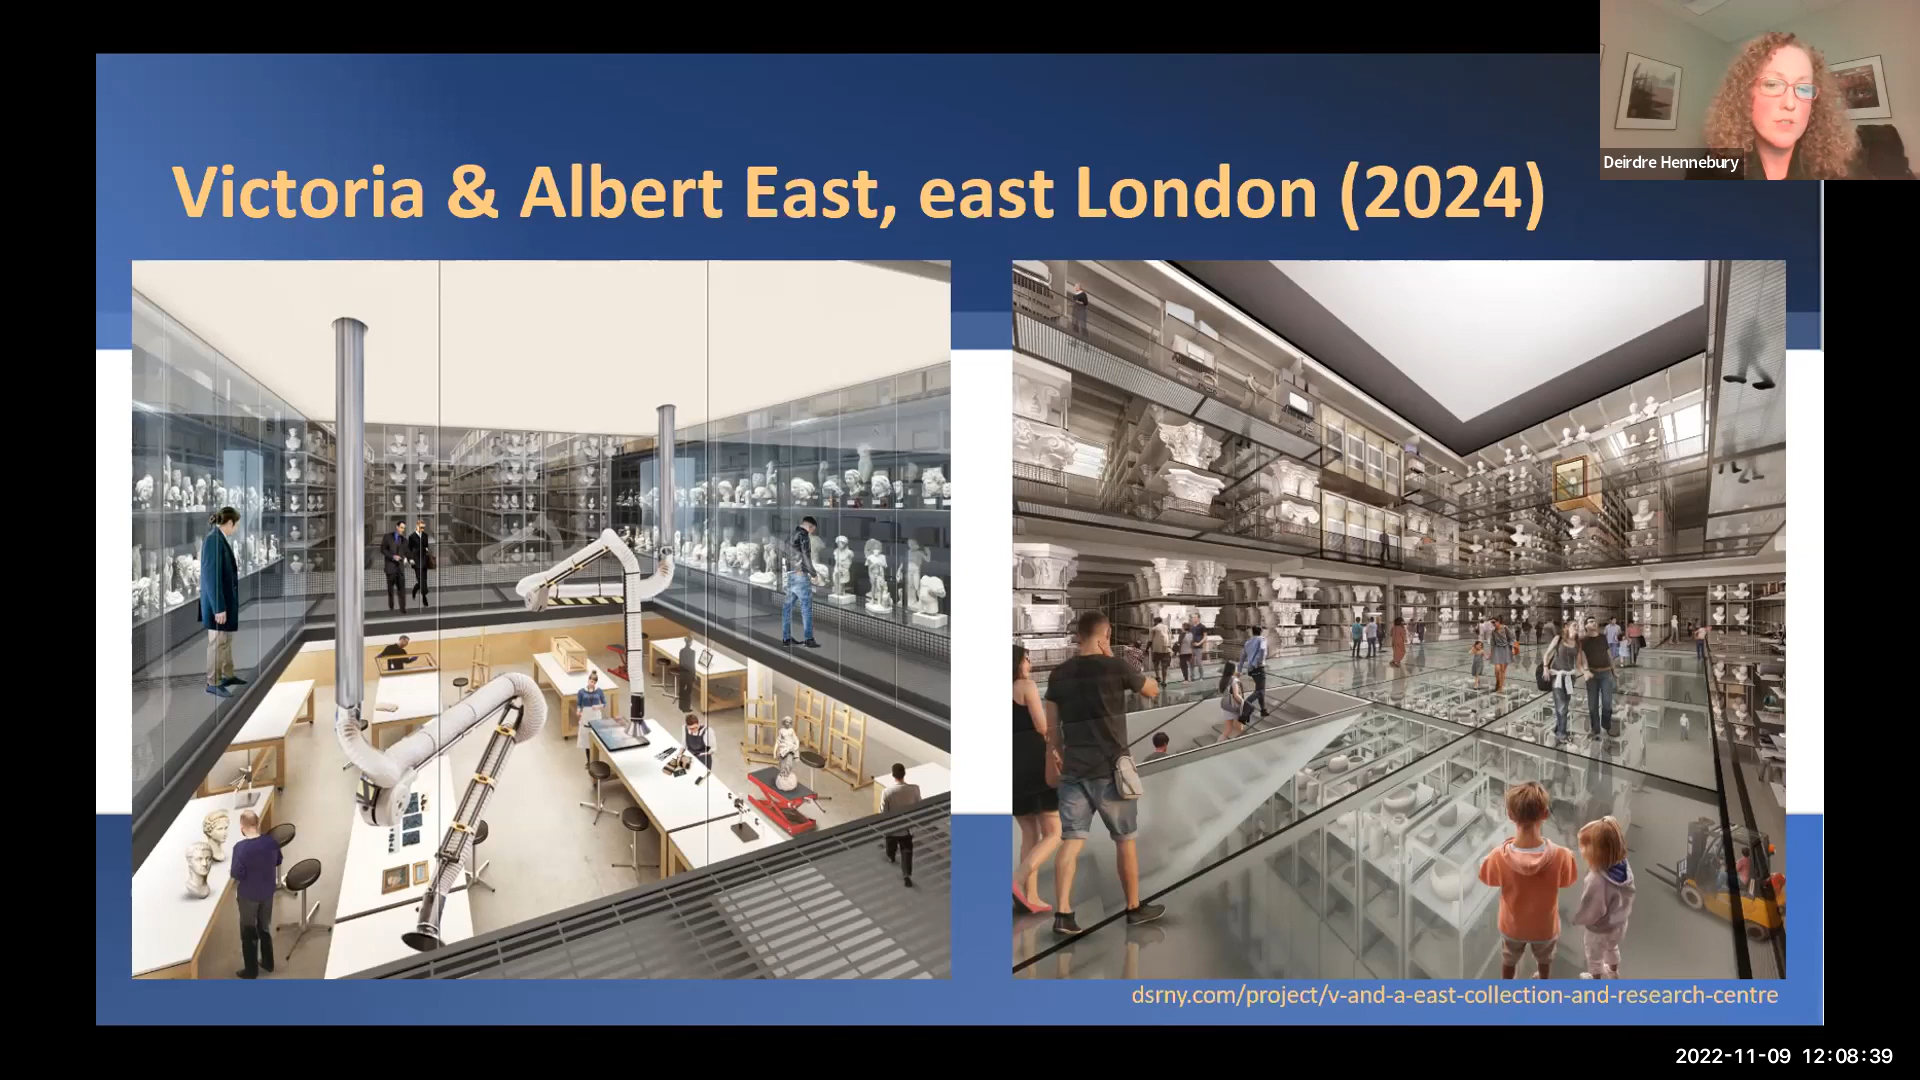 Deirdre Hennebury
Victoria & Albert East, east London (2024)
dsrny.com/project/v-and-a-east-collection-and-research-centre
2022-11-09 12:08:39